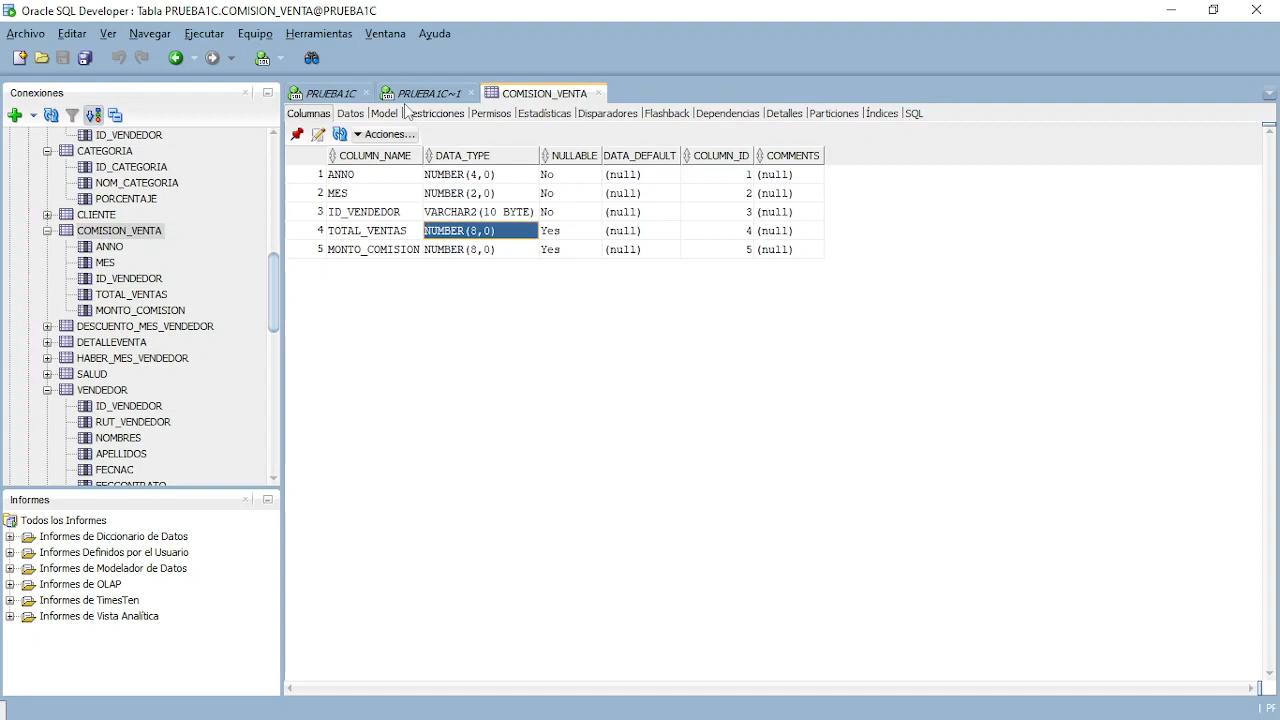 Oracle SQL Developer : Tabla PRUEBA1C.COMISION_VENTA@PRUEBA1C
Archivo Editar Ver Navegar Ejecutar Equipo Herramientas Ventana Ayuda
Conexiones
ID_VENDEDOR
CATEGORIA
ID_CATEGORIA
NOM_CATEGORIA
PORCENTAJE
CLIENTE
COMISION_VENTA
ANNO
MES
ID_VENDEDOR
TOTAL_VENTAS
MONTO_COMISION
DESCUENTO_MES_VENDEDOR
DETALLEVENTA
HABER_MES_VENDEDOR
SALUD
VENDEDOR
ID_VENDEDOR
RUT_VENDEDOR
NOMBRES
APELLIDOS
FECNAC
Informes
Todos los Informes
Informes de Diccionario de Datos
Informes Definidos por el Usuario
Informes de Modelador de Datos
Informes de OLAP
Informes de TimesTen
Informes de Vista Analítica
PRUEBA1C PRUEBA1C~1 COMISION_VENTA
Columnas Datos Model Restricciones Permisos Estadísticas Disparadores Flashback Dependencias Detalles Particiones Índices SQL
Acciones...
COLUMN_NAME DATA_TYPE NULLABLE DATA_DEFAULT COLUMN_ID COMMENTS
1 ANNO NUMBER(4,0) No (null) 1 (null)
2 MES NUMBER(2,0) No (null) 2 (null)
3 ID_VENDEDOR VARCHAR2(10 BYTE) No (null) 3 (null)
4 TOTAL_VENTAS NUMBER(8,0) Yes (null) 4 (null)
5 MONTO_COMISION NUMBER(8,0) Yes (null) 5 (null)